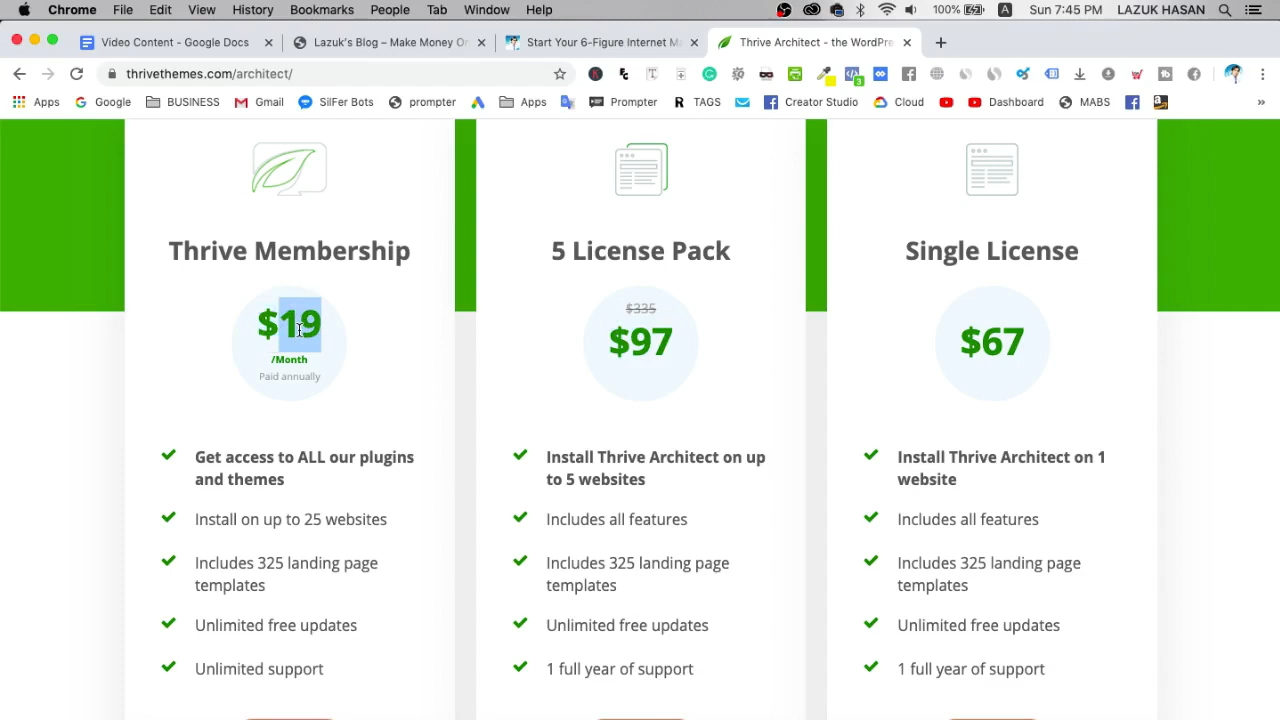 Chrome File Edit View History Bookmarks People Tab Window Help 100% Sun 7:45 PM LAZUK HASAN
Video Content - Google Docs Lazuk's Blog – Make Money On Start Your 6-Figure Internet Ma Thrive Architect - the WordPre
thrivethemes.com/architect/
Apps Google BUSINESS Gmail SilFer Bots prompter Apps Prompter TAGS Creator Studio Cloud Dashboard MABS
Thrive Membership
$19
/Month
Paid annually
Get access to ALL our plugins
and themes
Install on up to 25 websites
Includes 325 landing page
templates
Unlimited free updates
Unlimited support
5 License Pack
$335
$97
Install Thrive Architect on up
to 5 websites
Includes all features
Includes 325 landing page
templates
Unlimited free updates
1 full year of support
Single License
$67
Install Thrive Architect on 1
website
Includes all features
Includes 325 landing page
templates
Unlimited free updates
1 full year of support